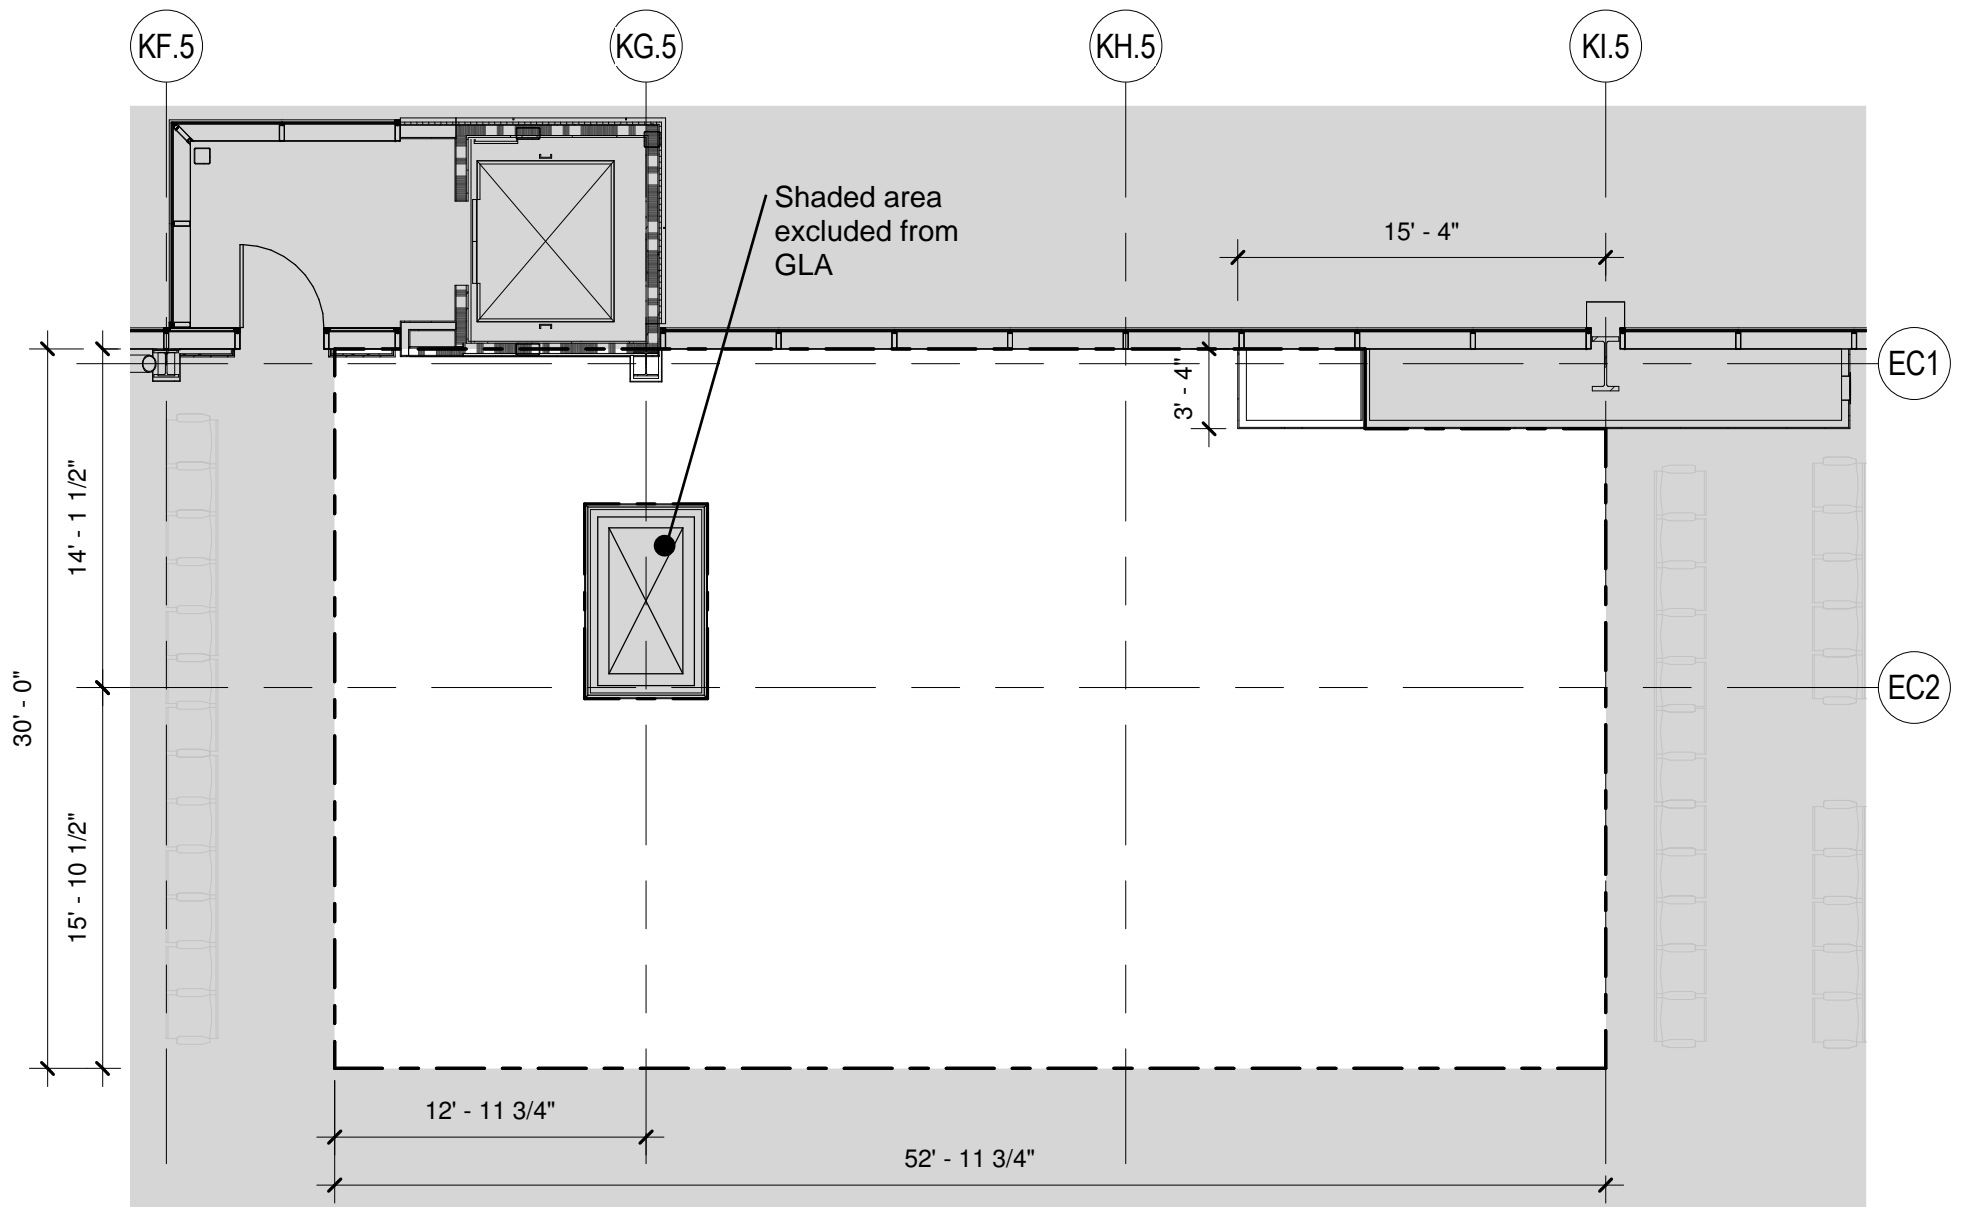 KF.5
KG.5
KH.5
KI.5
Shaded area
excluded from
GLA
15' - 4"
EC1
3' - 4"
14' - 1 1/2"
30' - 0"
EC2
15' - 10 1/2"
12' - 11 3/4"
52' - 11 3/4"